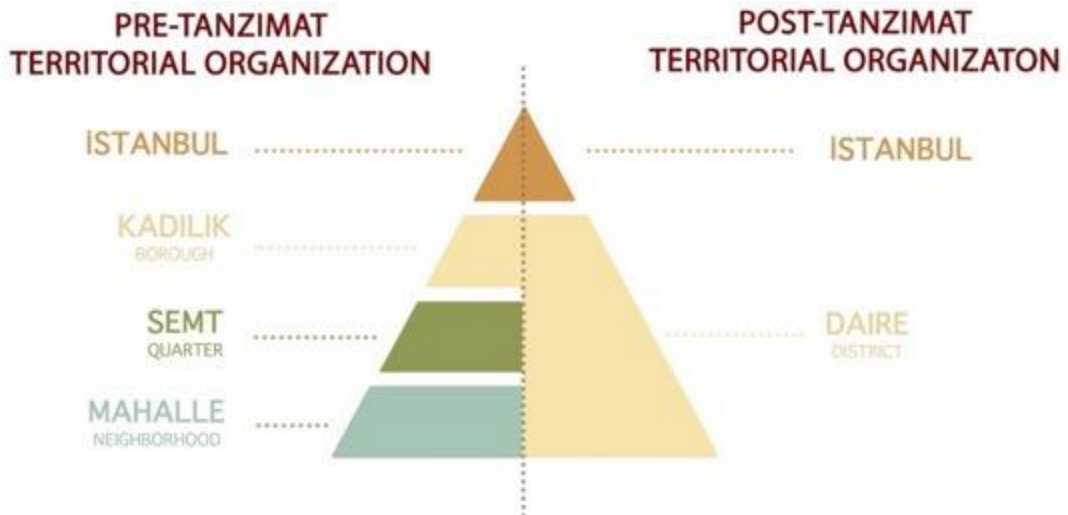 PRE-TANZIMAT
TERRITORIAL ORGANIZATION
İSTANBUL
KADILIK
BOROUGH
SEMT
QUARTER
MAHALLE
NEIGHBORHOOD
POST-TANZIMAT
TERRITORIAL ORGANIZATON
İSTANBUL
DAIRE
DISTRICT